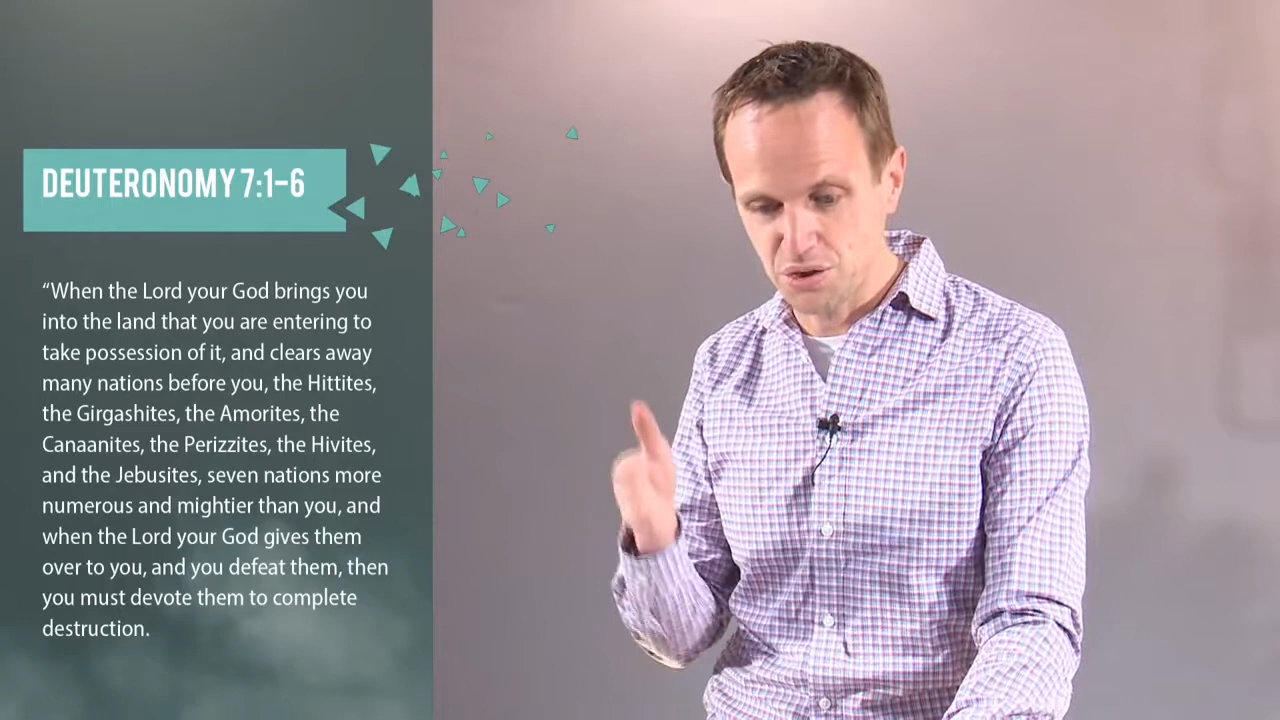 DEUTERONOMY 7:1–6
“When the Lord your God brings you
into the land that you are entering to
take possession of it, and clears away
many nations before you, the Hittites,
the Girgashites, the Amorites, the
Canaanites, the Perizzites, the Hivites,
and the Jebusites, seven nations more
numerous and mightier than you, and
when the Lord your God gives them
over to you, and you defeat them, then
you must devote them to complete
destruction.